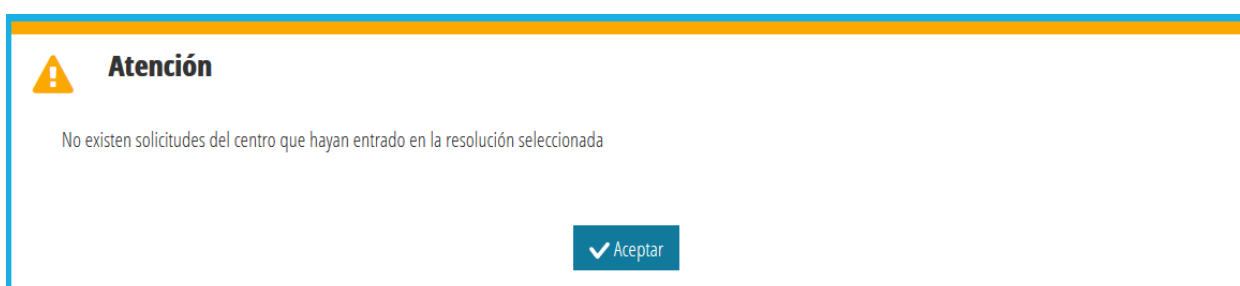 Atención
No existen solicitudes del centro que hayan entrado en la resolución seleccionada
Aceptar